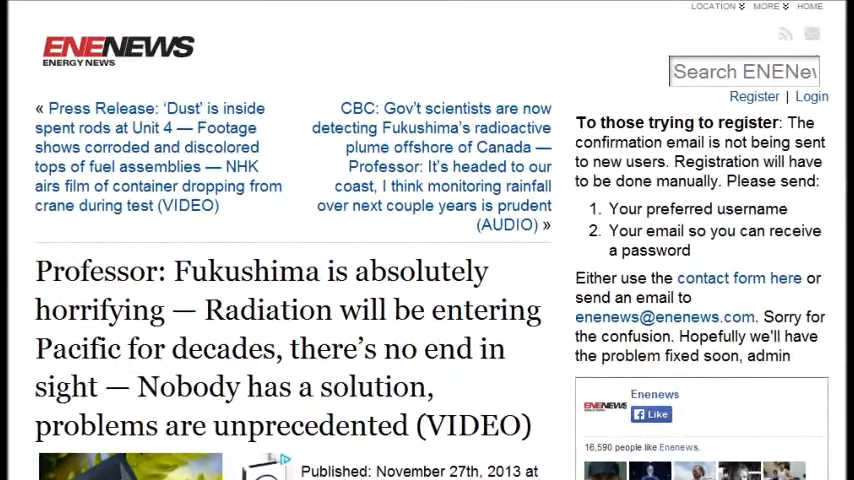 LOCATION MORE HOME
ENENEWS
ENERGY NEWS
Register | Login
« Press Release: ‘Dust’ is inside
spent rods at Unit 4 — Footage
shows corroded and discolored
tops of fuel assemblies — NHK
airs film of container dropping from
crane during test (VIDEO)
CBC: Gov’t scientists are now
detecting Fukushima’s radioactive
plume offshore of Canada —
Professor: It’s headed to our
coast, I think monitoring rainfall
over next couple years is prudent
(AUDIO) »
Professor: Fukushima is absolutely
horrifying — Radiation will be entering
Pacific for decades, there’s no end in
sight — Nobody has a solution,
problems are unprecedented (VIDEO)
Published: November 27th, 2013 at
Search ENENew
To those trying to register: The
confirmation email is not being sent
to new users. Registration will have
to be done manually. Please send:
1. Your preferred username
2. Your email so you can receive
a password
Either use the contact form here or
send an email to
enenews@enenews.com. Sorry for
the confusion. Hopefully we'll have
the problem fixed soon, admin
ENENEWS
Enenews
Like
16,590 people like Enenews.